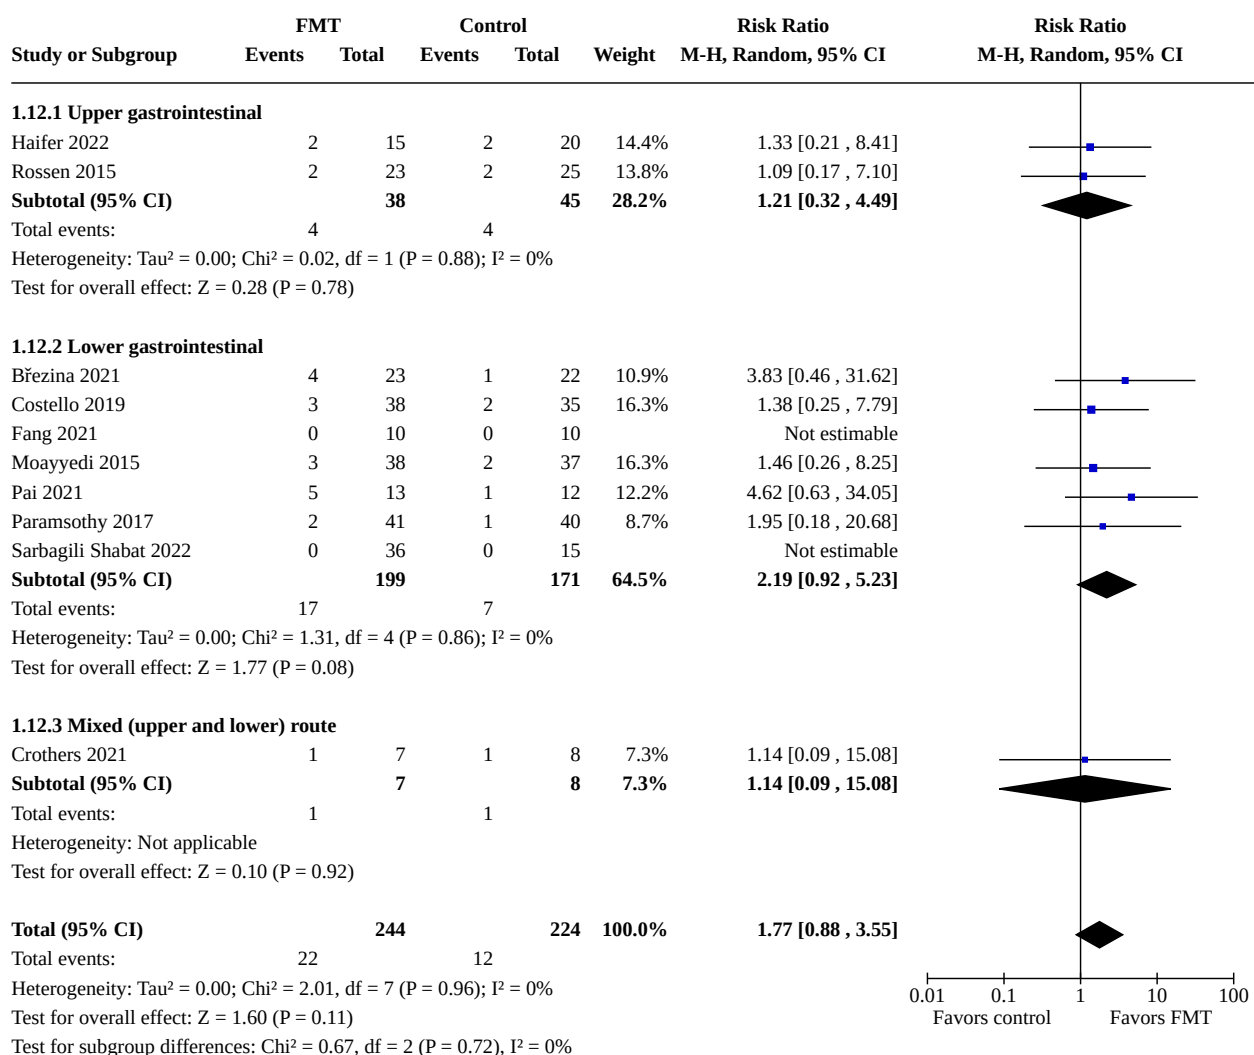 FMT Control Risk Ratio Risk Ratio
Study or Subgroup Events Total Events Total Weight M-H, Random, 95% CI M-H, Random, 95% CI
1.12.1 Upper gastrointestinal
Haifer 2022 2 15 2 20 14.4% 1.33 [0.21 , 8.41]
Rossen 2015 2 23 2 25 13.8% 1.09 [0.17 , 7.10]
Subtotal (95% CI) 38 45 28.2% 1.21 [0.32 , 4.49]
Total events: 4 4
Heterogeneity: Tau² = 0.00; Chi² = 0.02, df = 1 (P = 0.88); I² = 0%
Test for overall effect: Z = 0.28 (P = 0.78)
1.12.2 Lower gastrointestinal
Březina 2021 4 23 1 22 10.9% 3.83 [0.46 , 31.62]
Costello 2019 3 38 2 35 16.3% 1.38 [0.25 , 7.79]
Fang 2021 0 10 0 10 Not estimable
Moayyedi 2015 3 38 2 37 16.3% 1.46 [0.26 , 8.25]
Pai 2021 5 13 1 12 12.2% 4.62 [0.63 , 34.05]
Paramsothy 2017 2 41 1 40 8.7% 1.95 [0.18 , 20.68]
Sarbagili Shabat 2022 0 36 0 15 Not estimable
Subtotal (95% CI) 199 171 64.5% 2.19 [0.92 , 5.23]
Total events: 17 7
Heterogeneity: Tau² = 0.00; Chi² = 1.31, df = 4 (P = 0.86); I² = 0%
Test for overall effect: Z = 1.77 (P = 0.08)
1.12.3 Mixed (upper and lower) route
Crothers 2021 1 7 1 8 7.3% 1.14 [0.09 , 15.08]
Subtotal (95% CI) 7 8 7.3% 1.14 [0.09 , 15.08]
Total events: 1 1
Heterogeneity: Not applicable
Test for overall effect: Z = 0.10 (P = 0.92)
Total (95% CI) 244 224 100.0% 1.77 [0.88 , 3.55]
Total events: 22 12
Heterogeneity: Tau² = 0.00; Chi² = 2.01, df = 7 (P = 0.96); I² = 0%
0.01 0.1 1 10 100
Test for overall effect: Z = 1.60 (P = 0.11)
Favors control Favors FMT
Test for subgroup differences: Chi² = 0.67, df = 2 (P = 0.72), I² = 0%